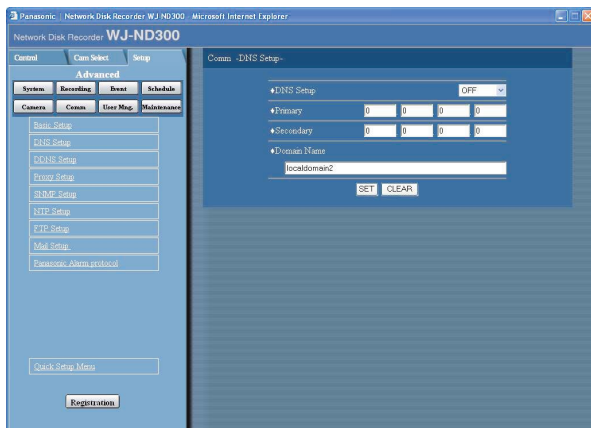 Panasonic Network Disk Recorder WJ-ND300 - Microsoft Internet Explorer
Network Disk Recorder WJ-ND300
Control Cam Select Setup
Advanced
System Recording Event Schedule
Camera Comm User Mng. Maintenance
Basic Setup
DNS Setup
DDNS Setup
Proxy Setup
SNMP Setup
NTP Setup
FTP Setup
Mail Setup
Panasonic Alarm protocol
Quick Setup Menu
Registration
Comm -DNS Setup-
♦DNS Setup OFF
♦Primary 0 0 0 0
♦Secondary 0 0 0 0
♦Domain Name
localdomain2
SET CLEAR